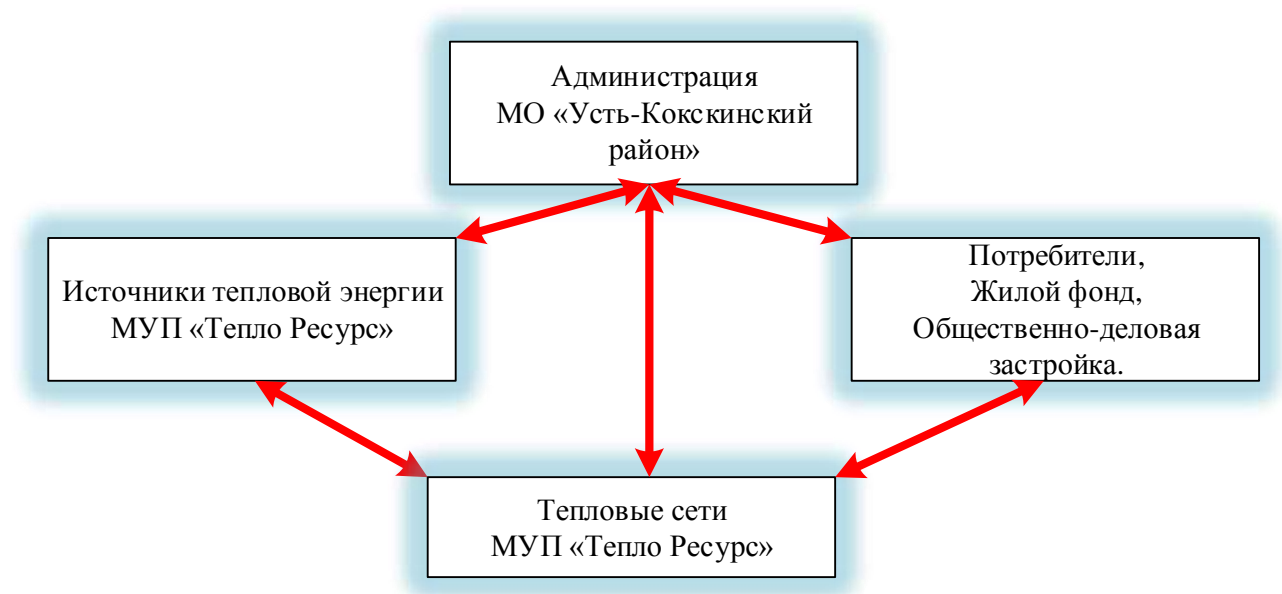 Администрация
МО «Усть-Кокскинский
район»
Источники тепловой энергии
МУП «Тепло Ресурс»
Потребители,
Жилой фонд,
Общественно-деловая
застройка.
Тепловые сети
МУП «Тепло Ресурс»